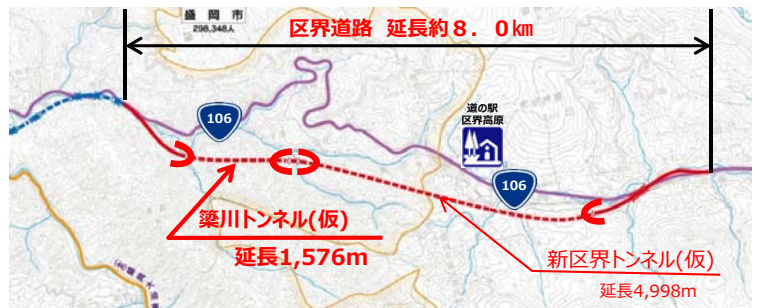 盛 岡 市
298,348人
区界道路 延長約8．0㎞
106
道の駅
区界高原
106
簗川トンネル(仮)
延長1,576m
新区界トンネル(仮)
延長4,998m